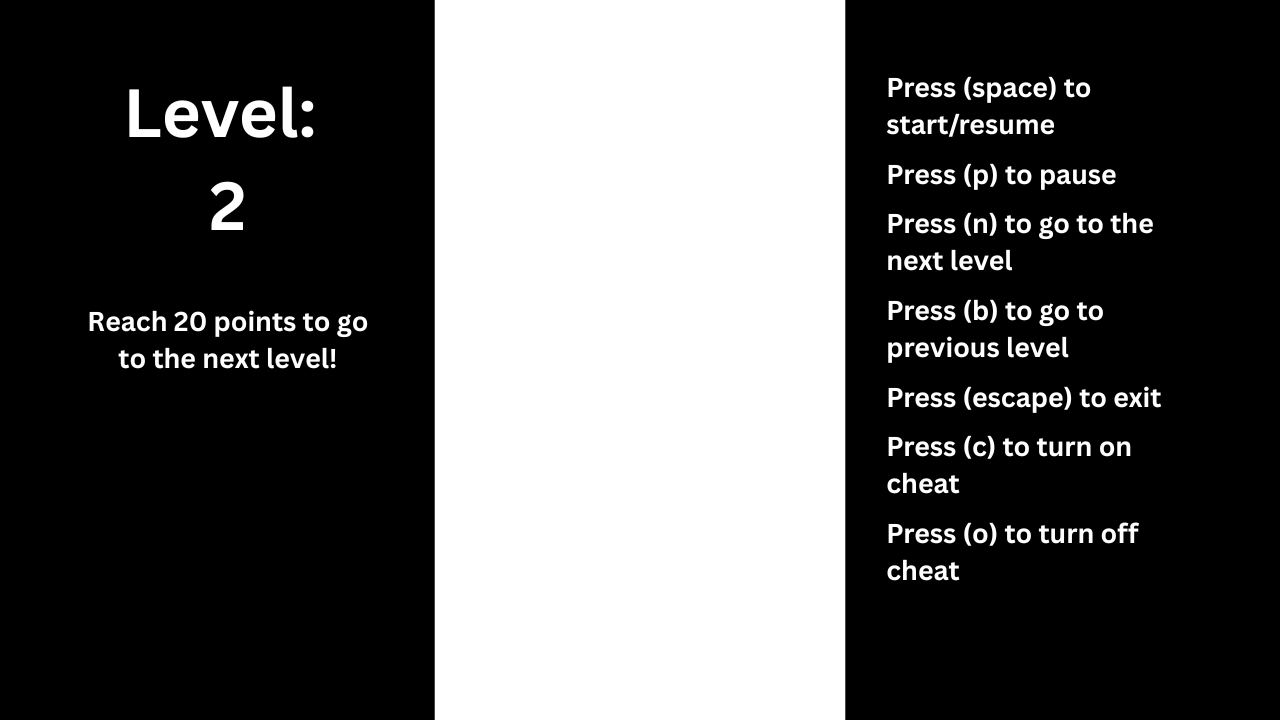 Level:
2
Reach 20 points to go
to the next level!
Press (space) to
start/resume
Press (p) to pause
Press (n) to go to the
next level
Press (b) to go to
previous level
Press (escape) to exit
Press (c) to turn on
cheat
Press (o) to turn off
cheat